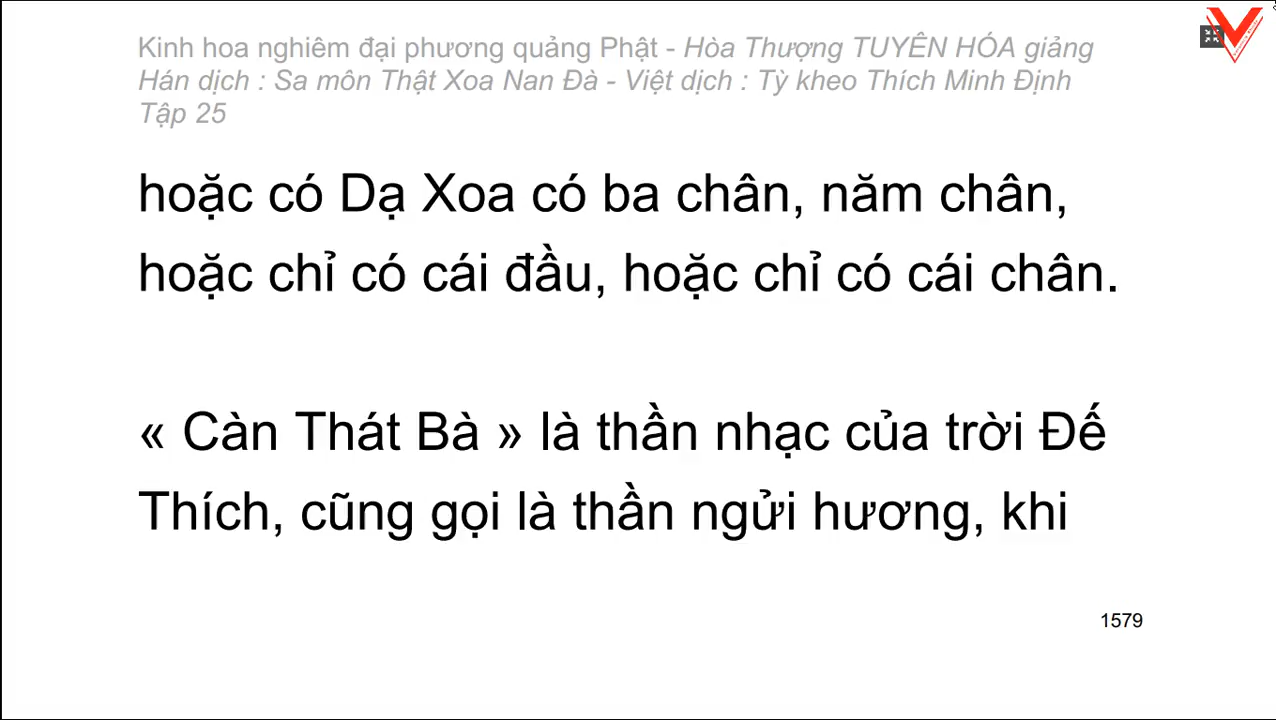 Kinh hoa nghiêm đại phương quảng Phật - Hòa Thượng TUYÊN HÓA giảng
Hán dịch : Sa môn Thật Xoa Nan Đà - Việt dịch : Tỳ kheo Thích Minh Định
Tập 25
hoặc có Dạ Xoa có ba chân, năm chân,
hoặc chỉ có cái đầu, hoặc chỉ có cái chân.
« Càn Thát Bà » là thần nhạc của trời Đế
Thích, cũng gọi là thần ngửi hương, khi
1579